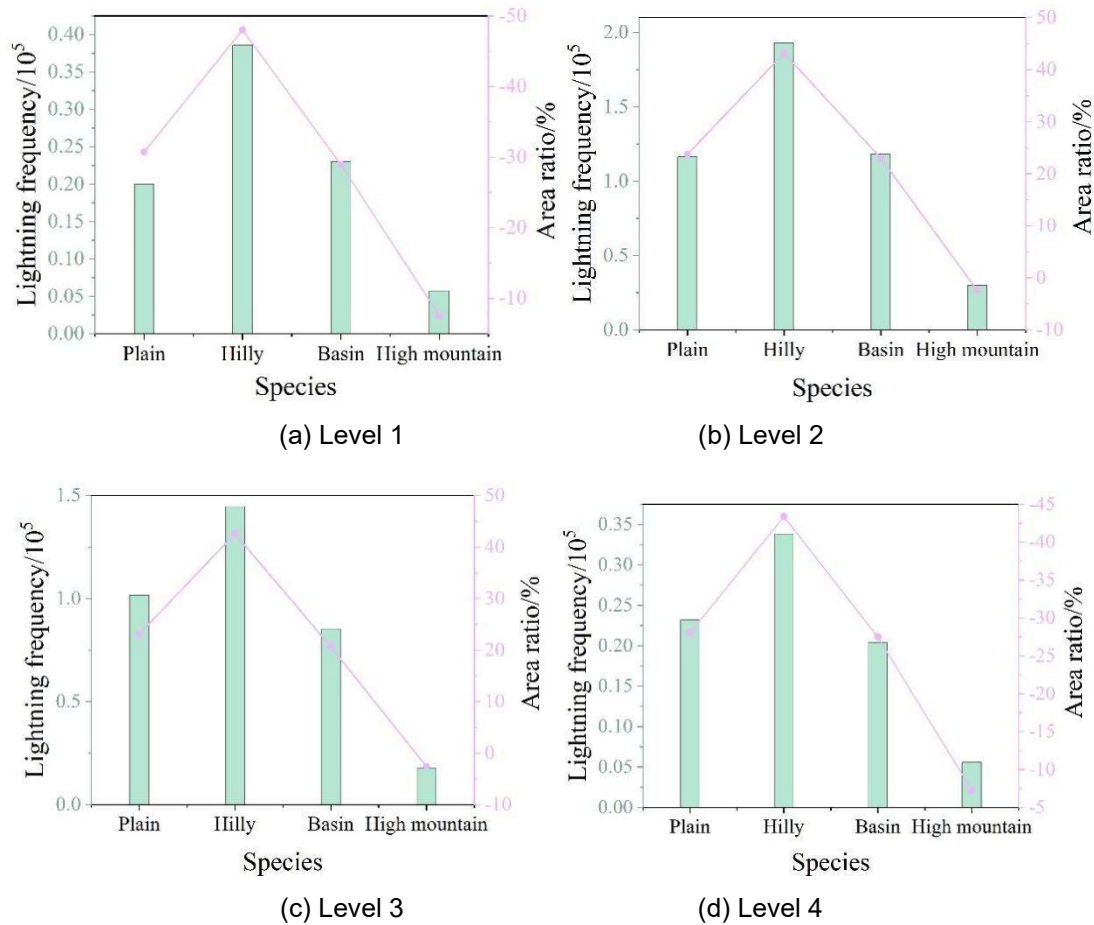 Lightning frequency/10⁵
0.40
0.35
0.30
0.25
0.20
0.15
0.10
0.05
0.00
-50
-40
-30
-20
-10
Area ratio/%
Plain Hilly Basin High mountain
Species
(a) Level 1
Lightning frequency/10⁵
2.0
1.5
1.0
0.5
0.0
50
40
30
20
10
0
-10
Area ratio/%
Plain Hilly Basin High mountain
Species
(b) Level 2
Lightning frequency/10⁵
1.5
1.0
0.5
0.0
50
40
30
20
10
0
-10
Area ratio/%
Plain Hilly Basin High mountain
Species
(c) Level 3
Lightning frequency/10⁵
0.35
0.30
0.25
0.20
0.15
0.10
0.05
0.00
-45
-40
-35
-30
-25
-20
-15
-10
-5
Area ratio/%
Plain Hilly Basin High mountain
Species
(d) Level 4